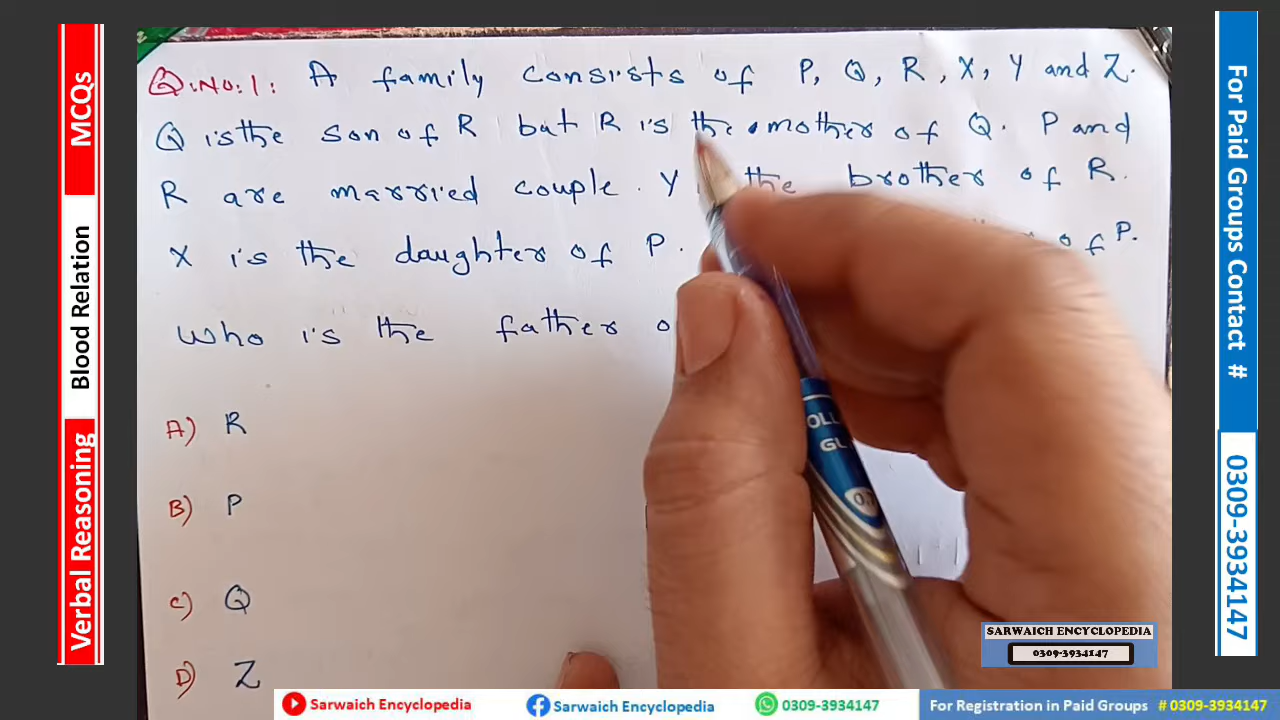 Q.No.1: A family consists of P, Q, R, X, Y and Z.
Q is the son of R but R is the mother of Q. P and
R are married couple. Y the brother of R.
X is the daughter of P. of P.
Who is the father
A) R
B) P
C) Q
D) Z
MCQs
Blood Relation
Verbal Reasoning
For Paid Groups Contact #
0309-3934147
SARWAICH ENCYCLOPEDIA
0309-3934147
Sarwaich Encyclopedia
Sarwaich Encyclopedia
0309-3934147
For Registration in Paid Groups # 0309-3934147